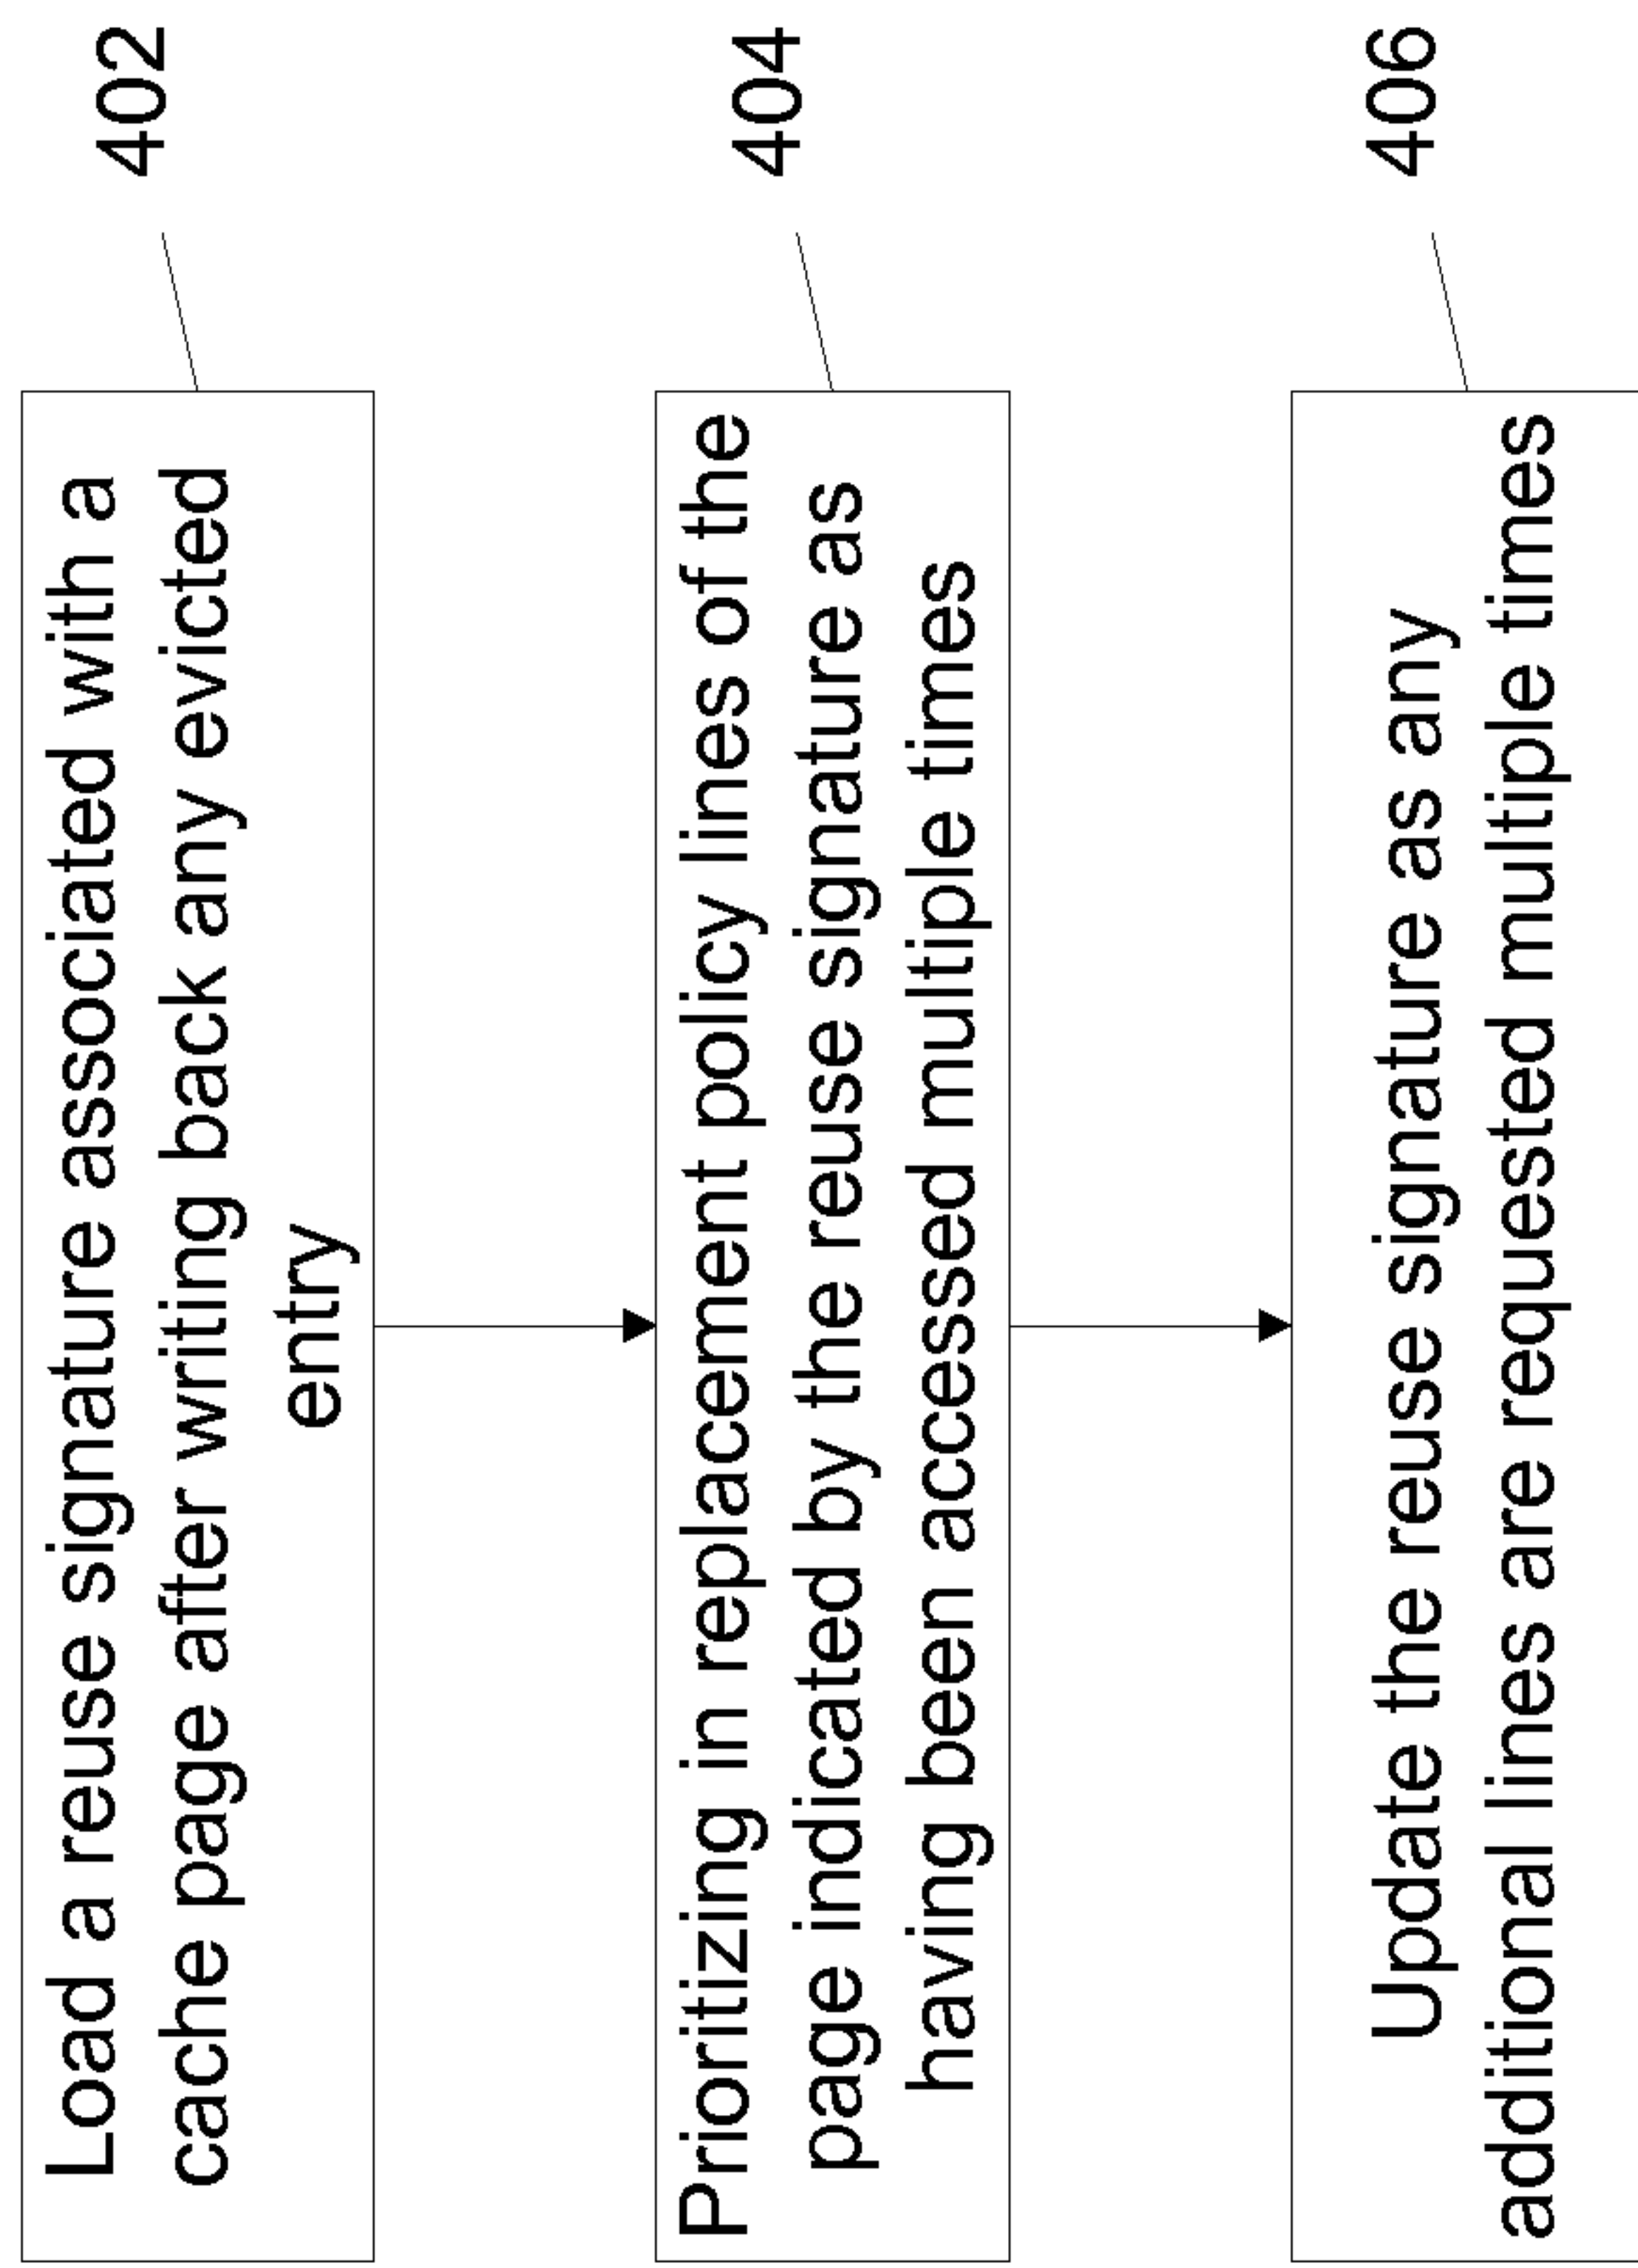 Load a reuse signature associated with a
cache page after writing back any evicted
entry
402
Prioritizing in replacement policy lines of the
page indicated by the reuse signature as
having been accessed multiple times
404
Update the reuse signature as any
additional lines are requested multiple times
406